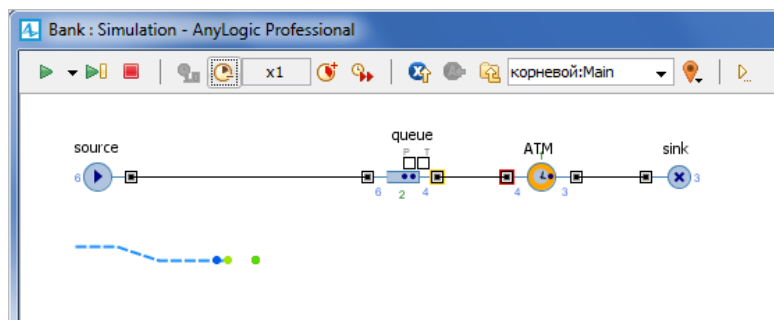 Bank : Simulation - AnyLogic Professional
x1 корневой:Main
queue
source ATM sink
P T
6 6 2 4 4 3 3